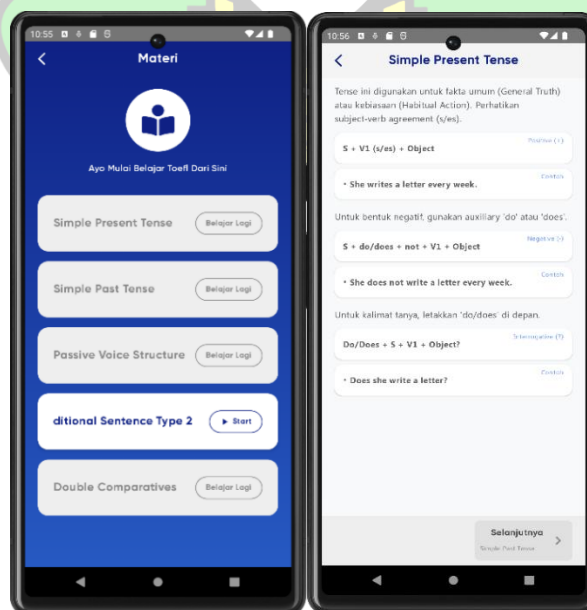 10:55
Materi
Ayo Mulai Belajar Toefl Dari Sini
Simple Present Tense
Belajar Lagi
Simple Past Tense
Belajar Lagi
Passive Voice Structure
Belajar Lagi
ditional Sentence Type 2
Start
Double Comparatives
Belajar Lagi
10:56
Simple Present Tense
Tense ini digunakan untuk fakta umum (General Truth)
atau kebiasaan (Habitual Action). Perhatikan
subject-verb agreement (s/es).
Positive (+)
S + V1 (s/es) + Object
Contoh
• She writes a letter every week.
Untuk bentuk negatif, gunakan auxiliary 'do' atau 'does'.
Negative (-)
S + do/does + not + V1 + Object
Contoh
• She does not write a letter every week.
Untuk kalimat tanya, letakkan 'do/does' di depan.
Interrogative (?)
Do/Does + S + V1 + Object?
Contoh
• Does she write a letter?
Selanjutnya
Simple Past Tense